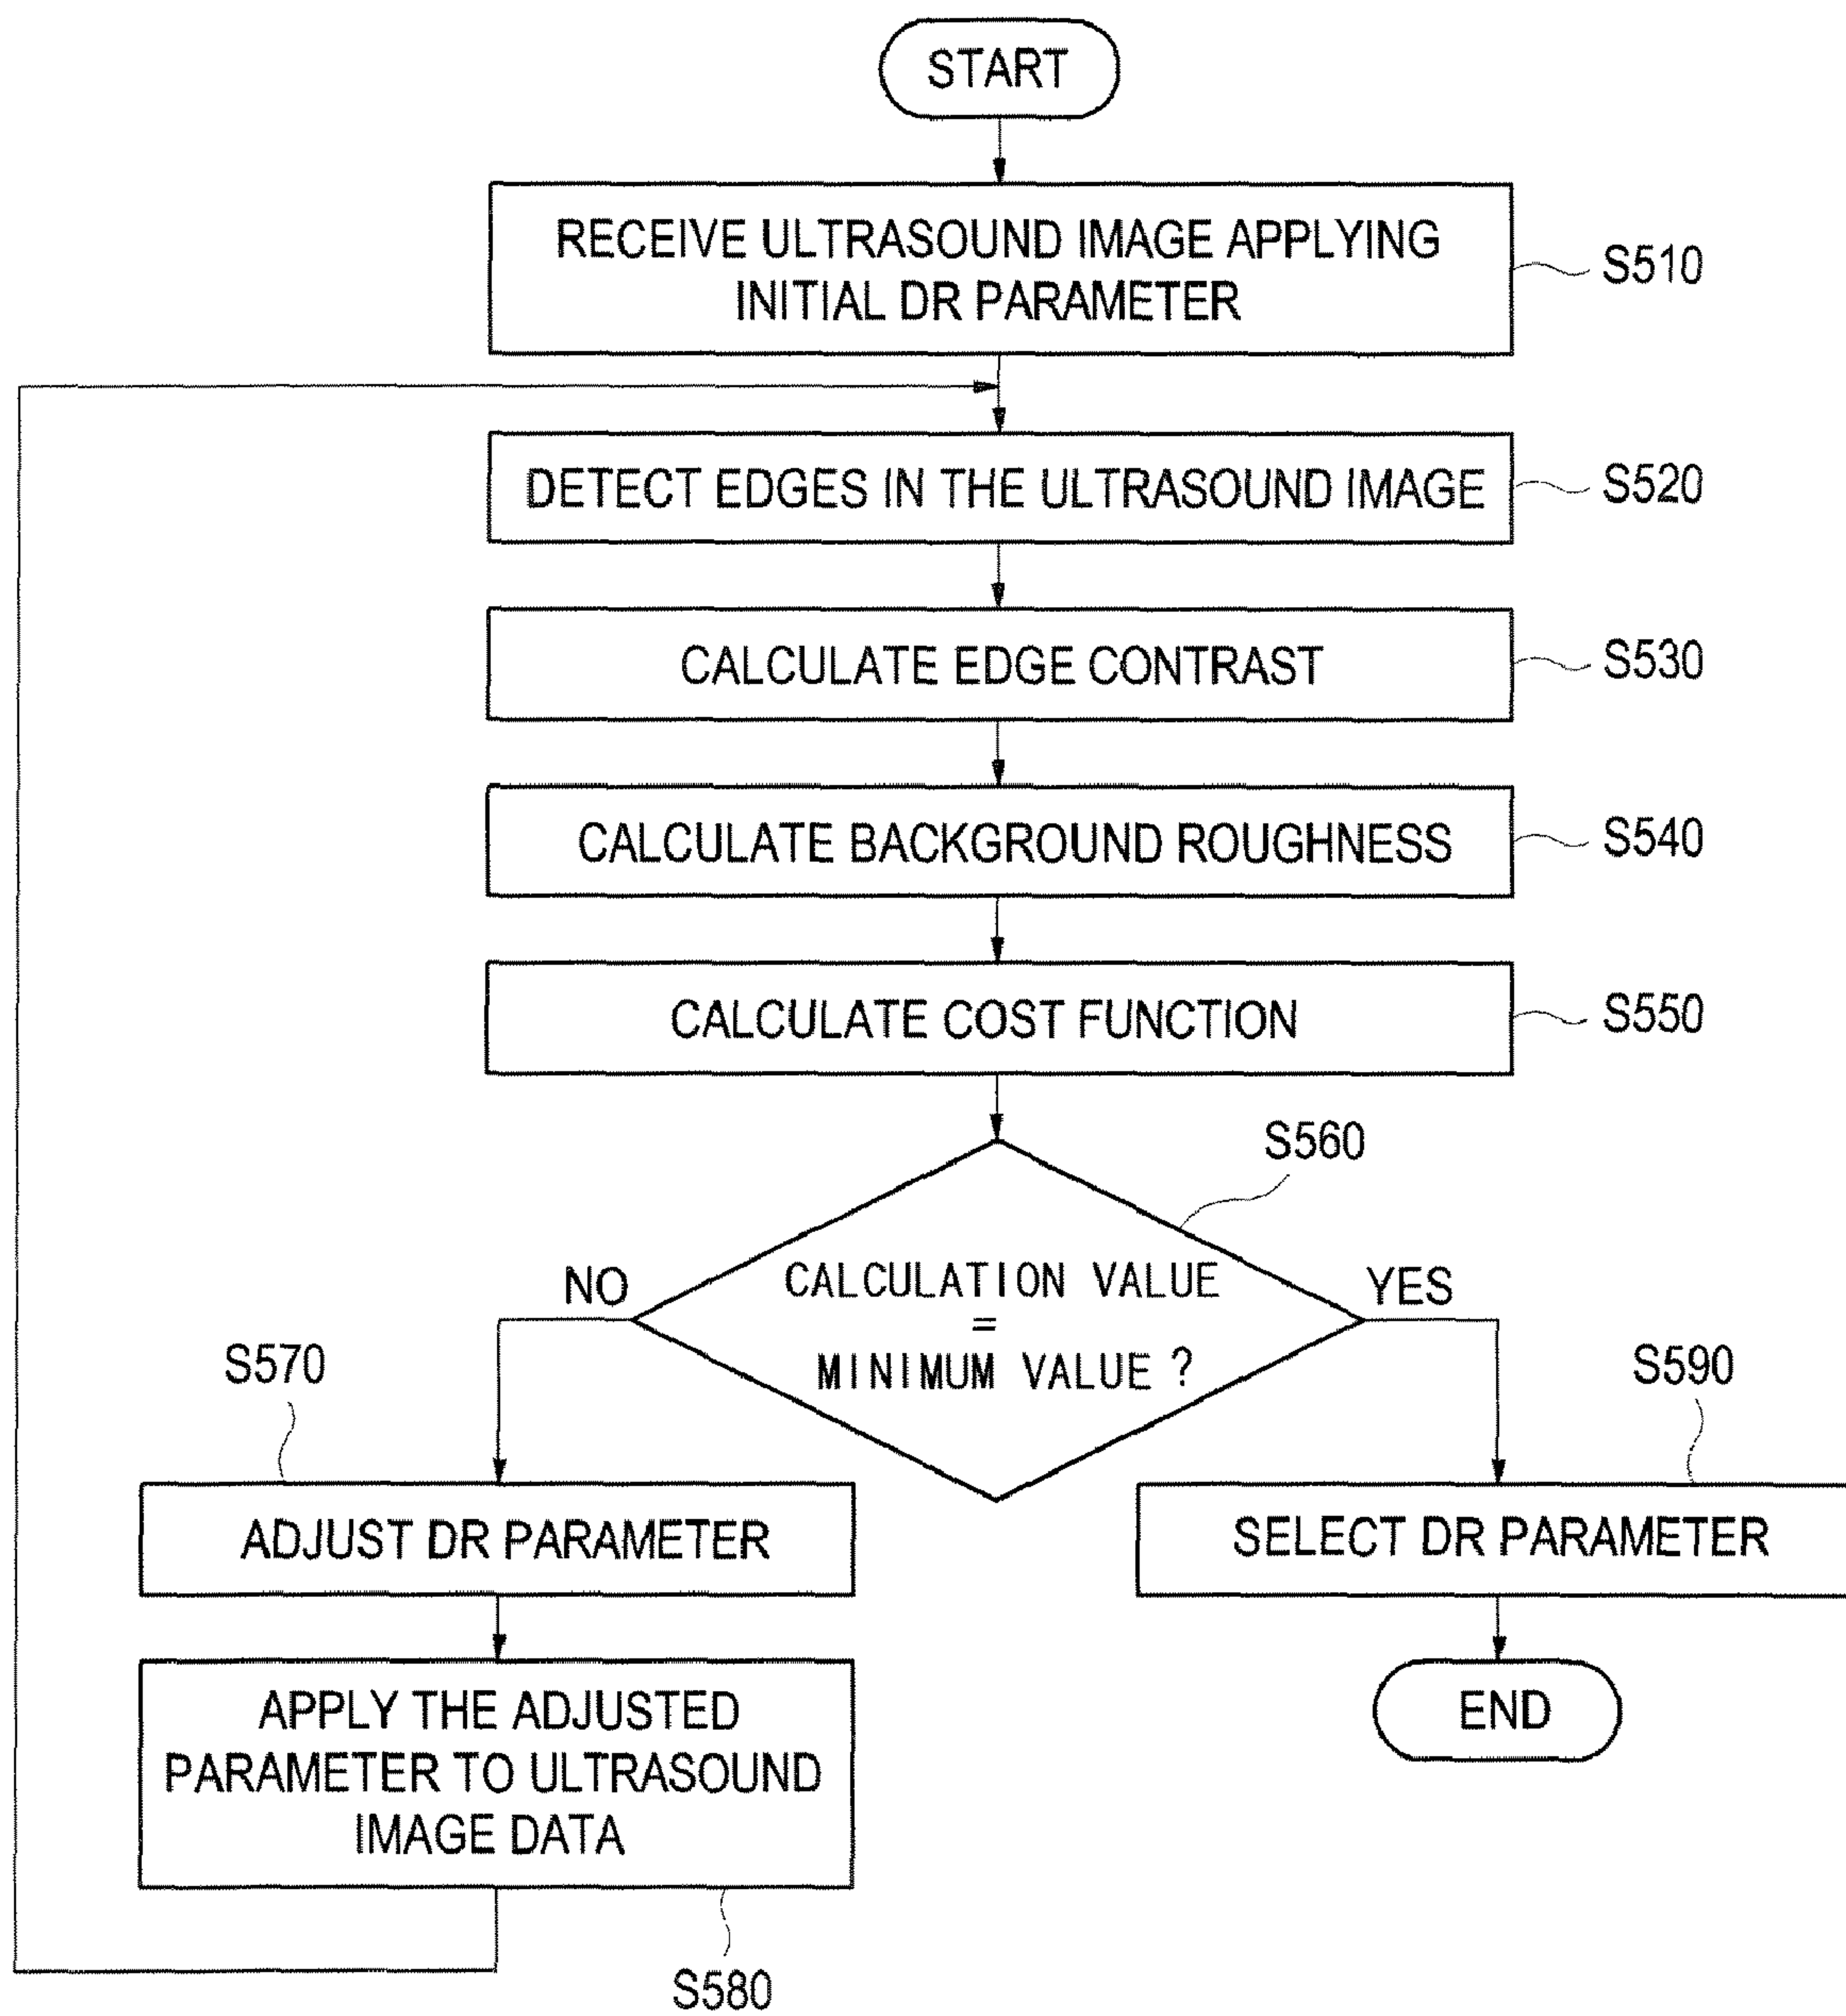 START
RECEIVE ULTRASOUND IMAGE APPLYING
INITIAL DR PARAMETER
S510
DETECT EDGES IN THE ULTRASOUND IMAGE
S520
CALCULATE EDGE CONTRAST
S530
CALCULATE BACKGROUND ROUGHNESS
S540
CALCULATE COST FUNCTION
S550
S560
CALCULATION VALUE
=
MINIMUM VALUE ?
NO
YES
S570
ADJUST DR PARAMETER
S590
SELECT DR PARAMETER
APPLY THE ADJUSTED
PARAMETER TO ULTRASOUND
IMAGE DATA
S580
END